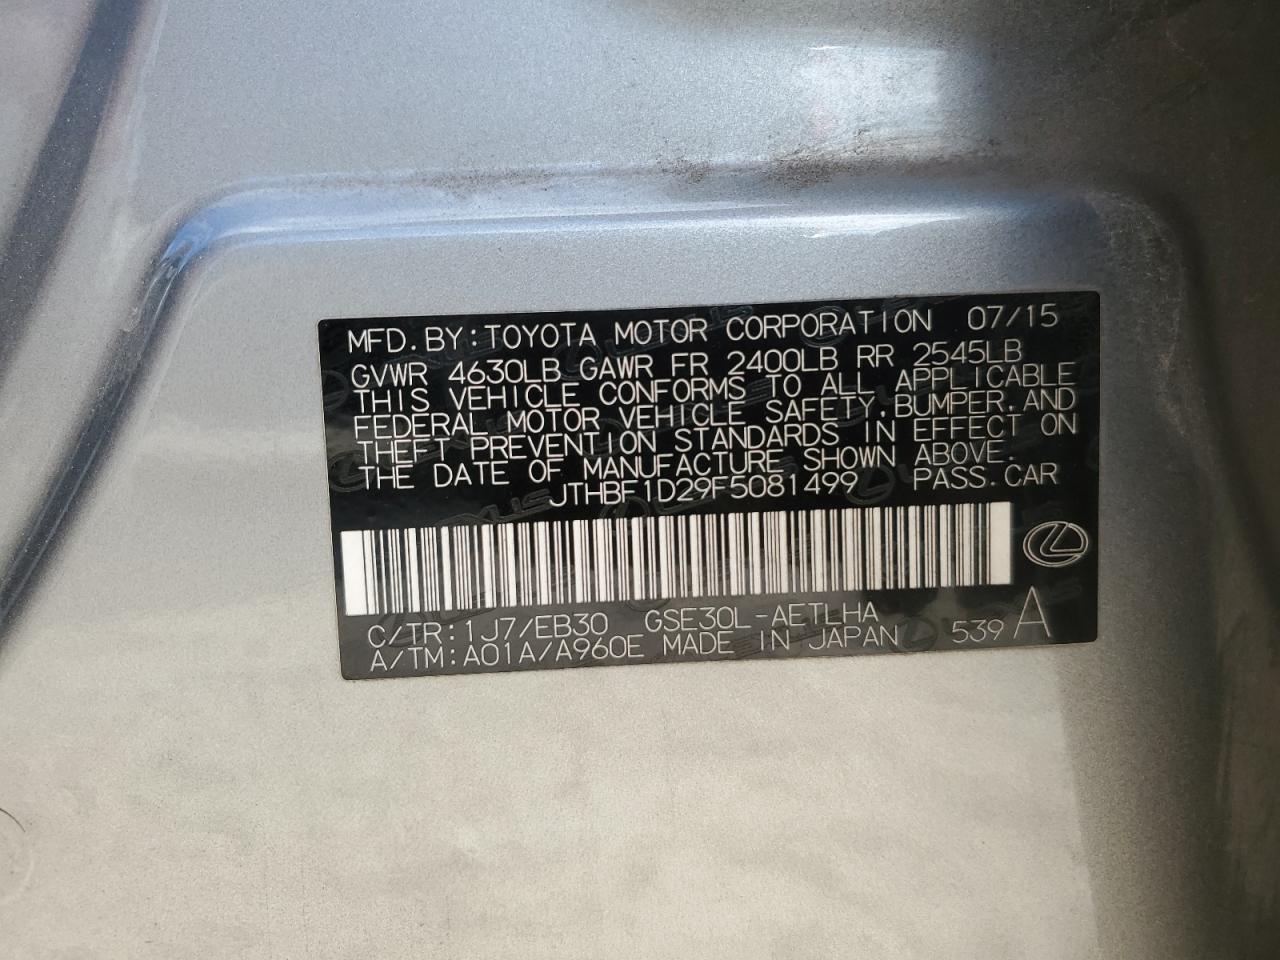 MFD. BY: TOYOTA MOTOR CORPORATION 07/15
GVWR 4630LB GAWR FR 2400LB RR 2545LB
THIS VEHICLE CONFORMS TO ALL APPLICABLE
FEDERAL MOTOR VEHICLE SAFETY, BUMPER, AND
THEFT PREVENTION STANDARDS IN EFFECT ON
THE DATE OF MANUFACTURE SHOWN ABOVE.
JTHBF1D29F5081499 PASS. CAR
C/TR: 1J7/EB30 GSE30L-AETLHA
A/TM: A01A/A960E MADE IN JAPAN 539 A